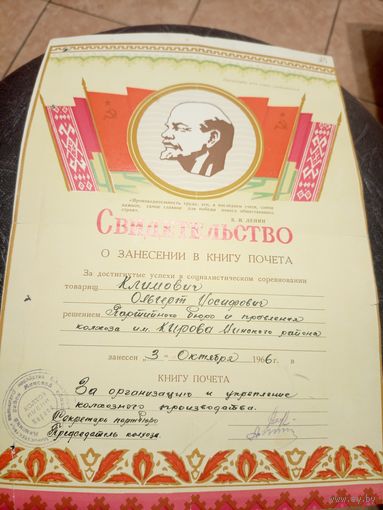 «Производительность труда, это, в последнем счете, самое
важное, самое главное для победы нового общественного
строя».
В. И. ЛЕНИН
СВИДЕТЕЛЬСТВО
О ЗАНЕСЕНИИ В КНИГУ ПОЧЕТА
За достигнутые успехи в социалистическом соревновании
товарищ Климович
Ольгерт Иосифович
решением Партийного бюро и правления
колхоза им. КИРОВА Минского района
занесен „3„ Октября 1966 г. в
КНИГУ ПОЧЕТА
За организацию и укрепление
колхозного производства.
Секретарь партбюро
Председатель колхоза.
ay.by